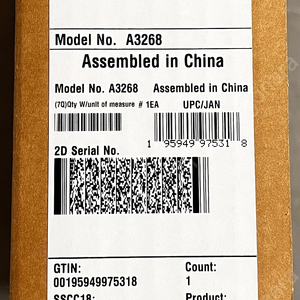 Model No. A3268
Assembled in China
Model No. A3268 Assembled in China
(7Q)Qty W/unit of measure # 1EA UPC/JAN
1 95949 97531 8
2D Serial No.
GTIN: Count:
00195949975318 1
SSCC18: Product: